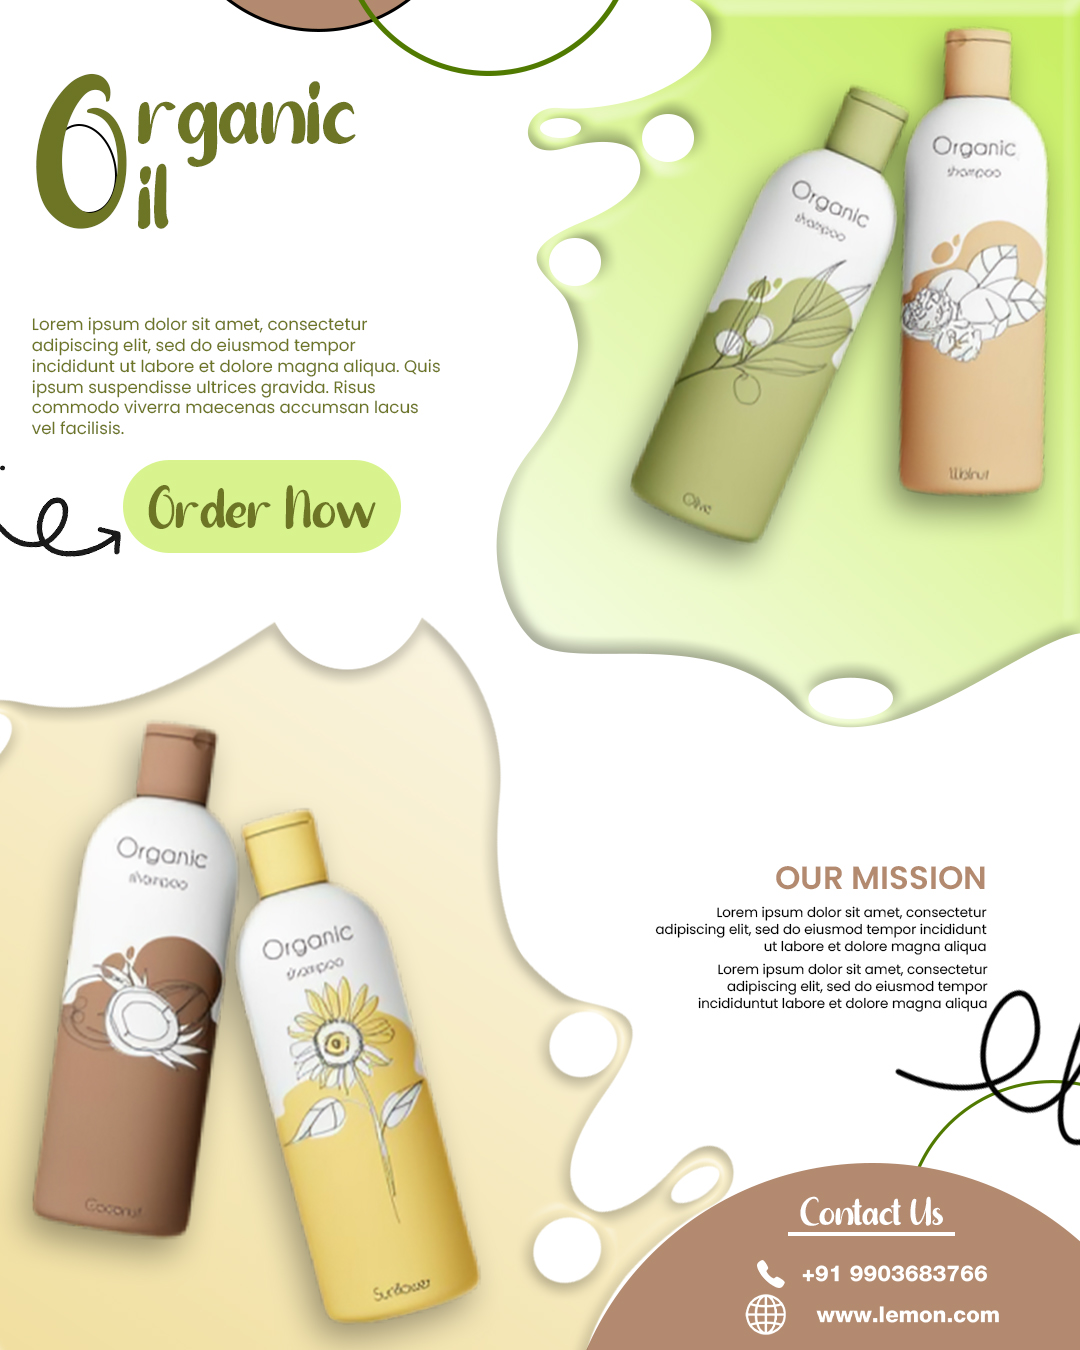 Organic
Oil
Lorem ipsum dolor sit amet, consectetur
adipiscing elit, sed do eiusmod tempor
incididunt ut labore et dolore magna aliqua. Quis
ipsum suspendisse ultrices gravida. Risus
commodo viverra maecenas accumsan lacus
vel facilisis.
Order Now
Organic
shampoo
Olive
Organic
shampoo
Walnut
Organic
shampoo
Coconut
Organic
shampoo
Sunflower
OUR MISSION
Lorem ipsum dolor sit amet, consectetur
adipiscing elit, sed do eiusmod tempor incididunt
ut labore et dolore magna aliqua
Lorem ipsum dolor sit amet, consectetur
adipiscing elit, sed do eiusmod tempor
incididuntut labore et dolore magna aliqua
Contact Us
+91 9903683766
www.lemon.com